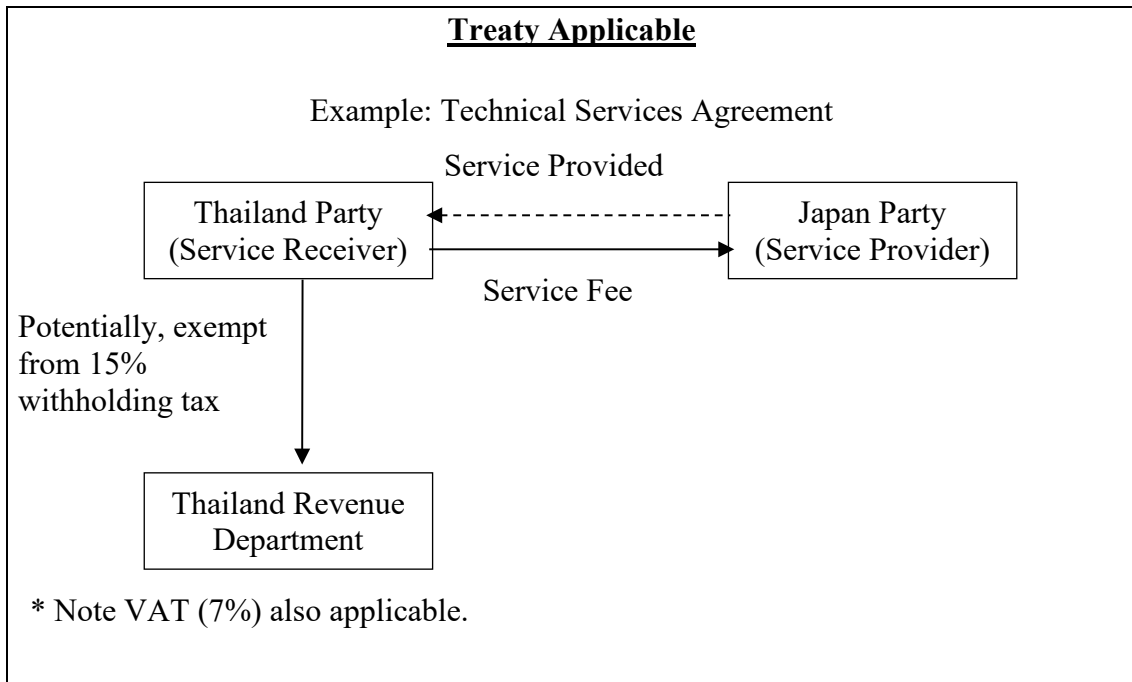 Treaty Applicable
Example: Technical Services Agreement
Service Provided
Thailand Party
(Service Receiver)
Japan Party
(Service Provider)
Service Fee
Potentially, exempt
from 15%
withholding tax
Thailand Revenue
Department
* Note VAT (7%) also applicable.